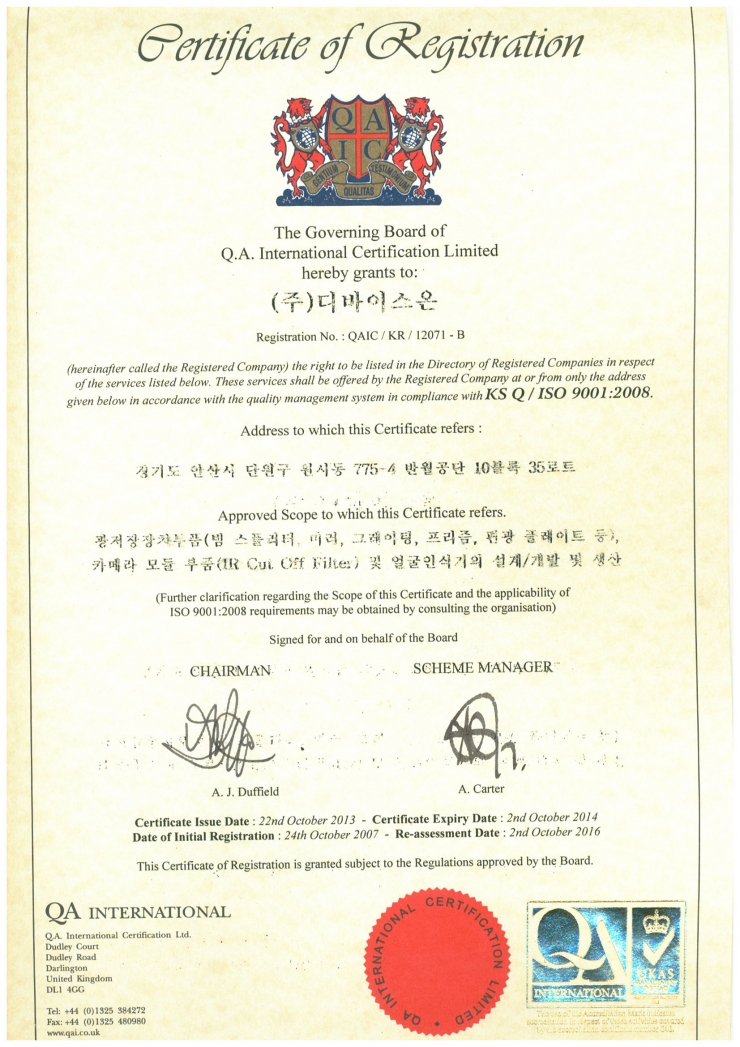 Certificate of Registration
QA
IC
GENTIUM
TESTIMONIUM
QUALITAS
The Governing Board of
Q.A. International Certification Limited
hereby grants to:
(주)디바이스온
Registration No. : QAIC / KR / 12071 - B
(hereinafter called the Registered Company) the right to be listed in the Directory of Registered Companies in respect
of the services listed below. These services shall be offered by the Registered Company at or from only the address
given below in accordance with the quality management system in compliance with KS Q / ISO 9001:2008.
Address to which this Certificate refers :
경기도 안산시 단원구 원시동 775-4 반월공단 10블록 35로트
Approved Scope to which this Certificate refers.
광저장장치부품(빔 스플리터, 미러, 그레이팅, 프리즘, 편광 플레이트 등),
카메라 모듈 부품(IR Cut Off Filter) 및 얼굴인식기의 설계/개발 및 생산
(Further clarification regarding the Scope of this Certificate and the applicability of
ISO 9001:2008 requirements may be obtained by consulting the organisation)
Signed for and on behalf of the Board
CHAIRMAN SCHEME MANAGER
A. J. Duffield A. Carter
Certificate Issue Date : 22nd October 2013 - Certificate Expiry Date : 2nd October 2014
Date of Initial Registration : 24th October 2007 - Re-assessment Date : 2nd October 2016
This Certificate of Registration is granted subject to the Regulations approved by the Board.
QA INTERNATIONAL
Q.A. International Certification Ltd.
Dudley Court
Dudley Road
Darlington
United Kingdom
DL1 4GG
Tel: +44 (0)1325 384272
Fax: +44 (0)1325 480980
www.qai.co.uk
QA INTERNATIONAL CERTIFICATION LIMITED
QA
INTERNATIONAL
UKAS